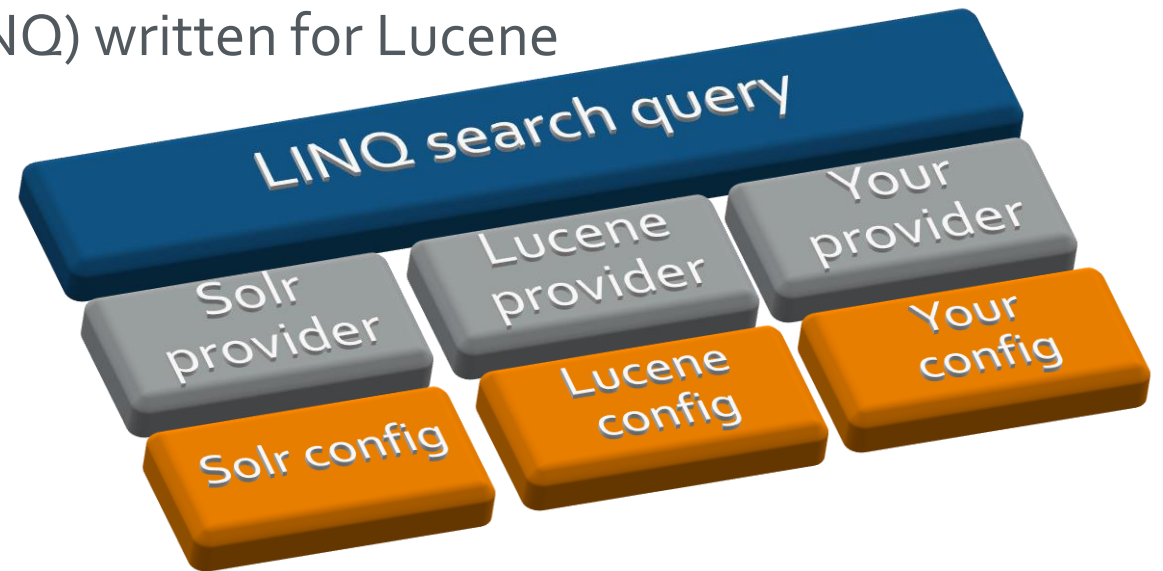 NQ) written for Lucene
LINQ search query
Solr
provider
Lucene
provider
Your
provider
Solr config
Lucene
config
Your
config